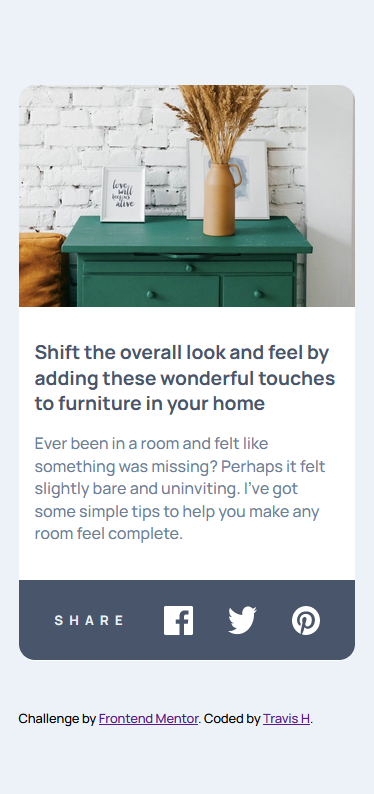 love
will
keep us
alive
Shift the overall look and feel by
adding these wonderful touches
to furniture in your home
Ever been in a room and felt like
something was missing? Perhaps it felt
slightly bare and uninviting. I've got
some simple tips to help you make any
room feel complete.
SHARE
Challenge by Frontend Mentor. Coded by Travis H.